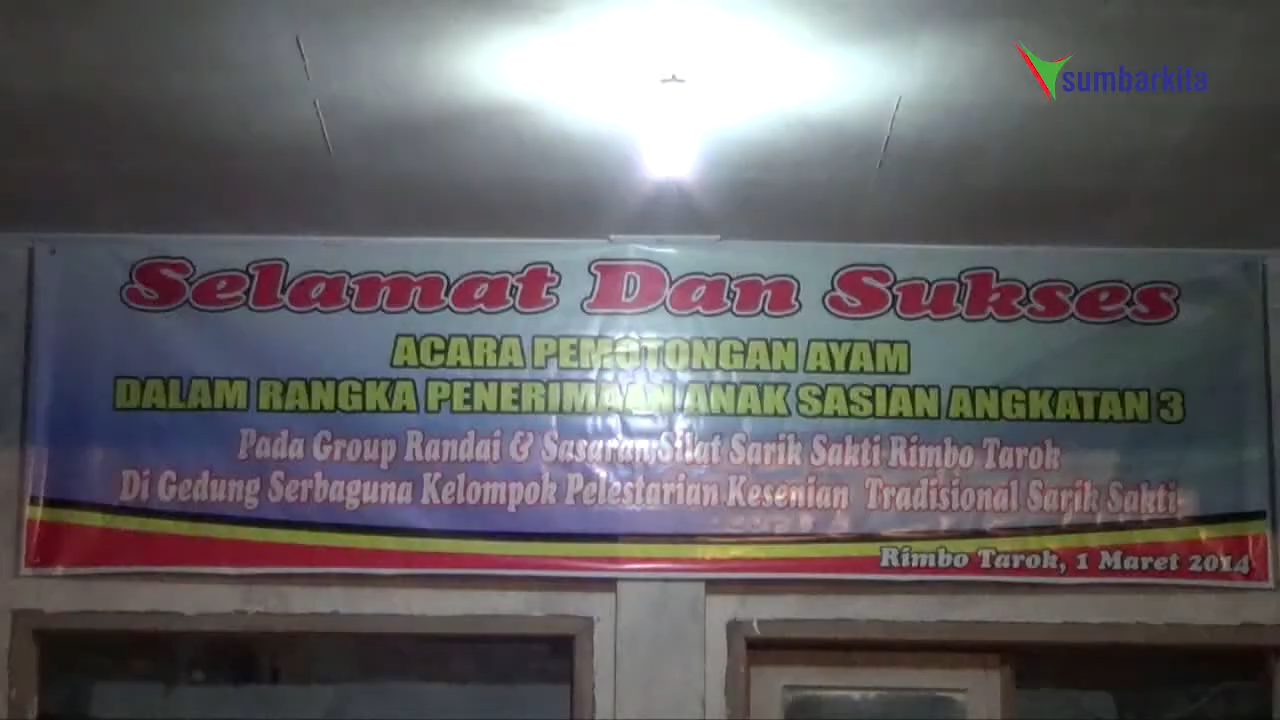 sumbarkita
Selamat Dan Sukses
ACARA PEMOTONGAN AYAM
DALAM RANGKA PENERIMAAN ANAK SASIAN ANGKATAN 3
Pada Group Randai & Sasaran Silat Sarik Sakti Rimbo Tarok
Di Gedung Serbaguna Kelompok Pelestarian Kesenian Tradisional Sarik Sakti
Rimbo Tarok, 1 Maret 2014